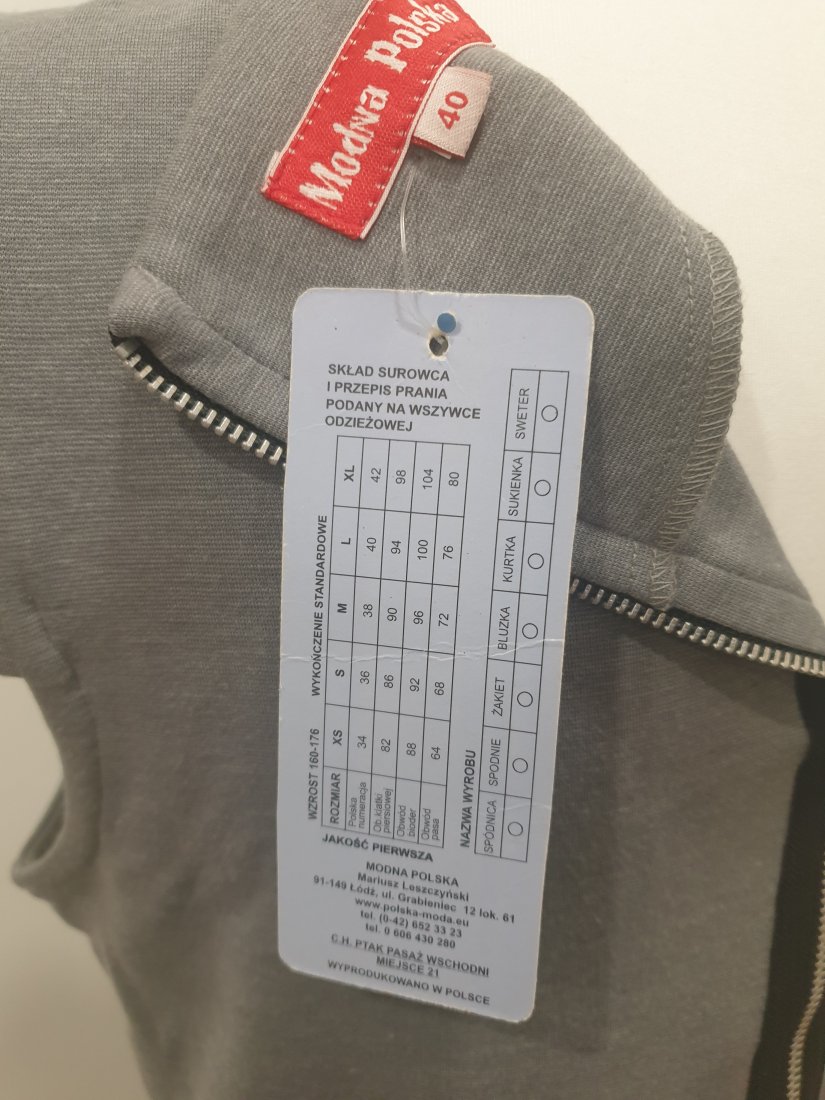 Modna Polska
40
SKŁAD SUROWCA
I PRZEPIS PRANIA
PODANY NA WSZYWCE
ODZIEŻOWEJ
WZROST 160-176 WYKOŃCZENIE STANDARDOWE
ROZMIAR XS S M L XL
Polska numeracja 34 36 38 40 42
Ob.klatki piersiowej 82 86 90 94 98
Obwód bioder 88 92 96 100 104
Obwód pasa 64 68 72 76 80
NAZWA WYROBU
SPÓDNICA SPODNIE ŻAKIET BLUZKA KURTKA SUKIENKA SWETER
JAKOŚĆ PIERWSZA
MODNA POLSKA
Mariusz Leszczyński
91-149 Łódź, ul. Grabieniec 12 lok. 61
www.polska-moda.eu
tel. (0-42) 652 33 23
tel. 0 606 430 280
C.H. PTAK PASAŻ WSCHODNI
MIEJSCE 21
WYPRODUKOWANO W POLSCE